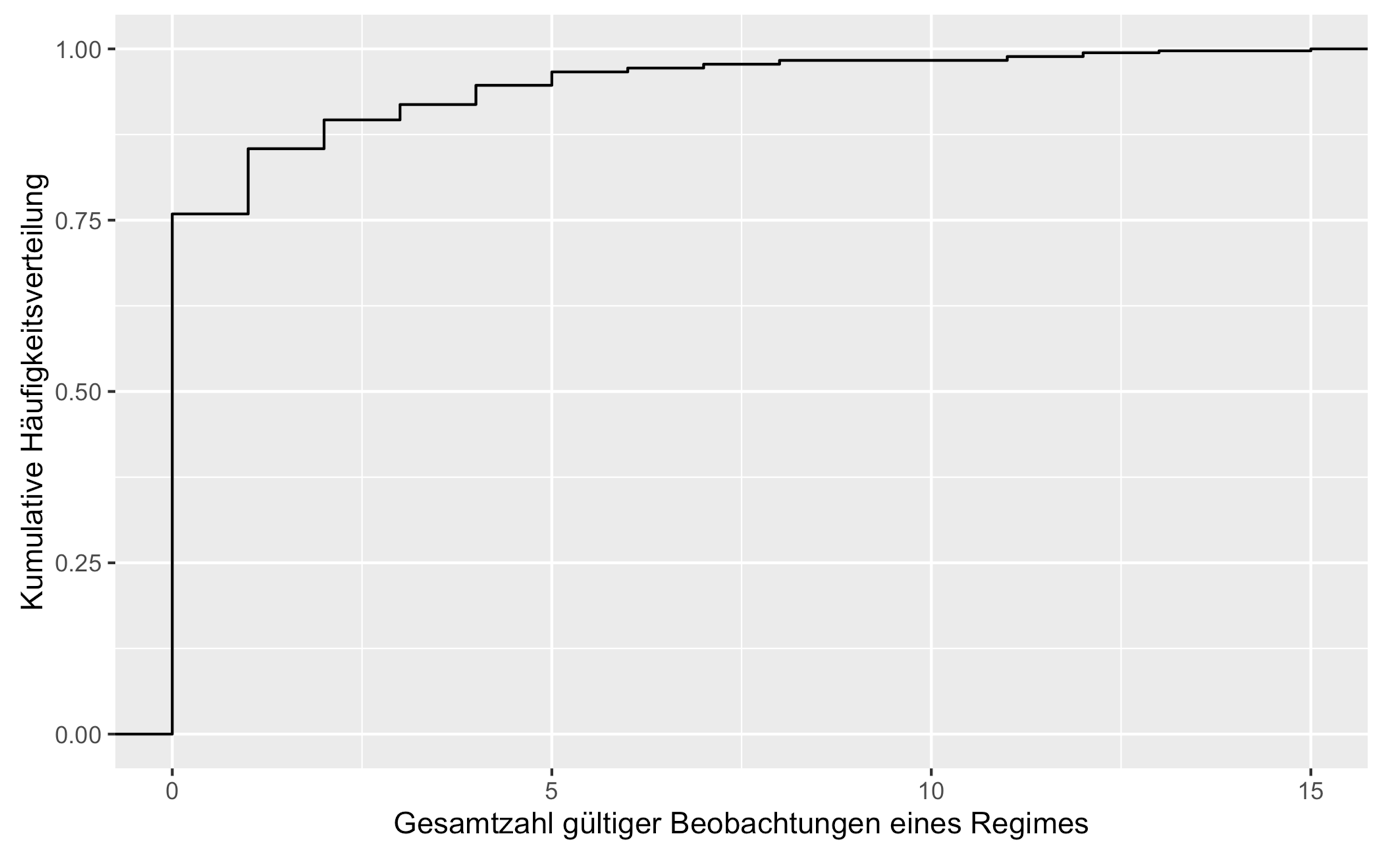 Kumulative Häufigkeitsverteilung
1.00
0.75
0.50
0.25
0.00
0 5 10 15
Gesamtzahl gültiger Beobachtungen eines Regimes